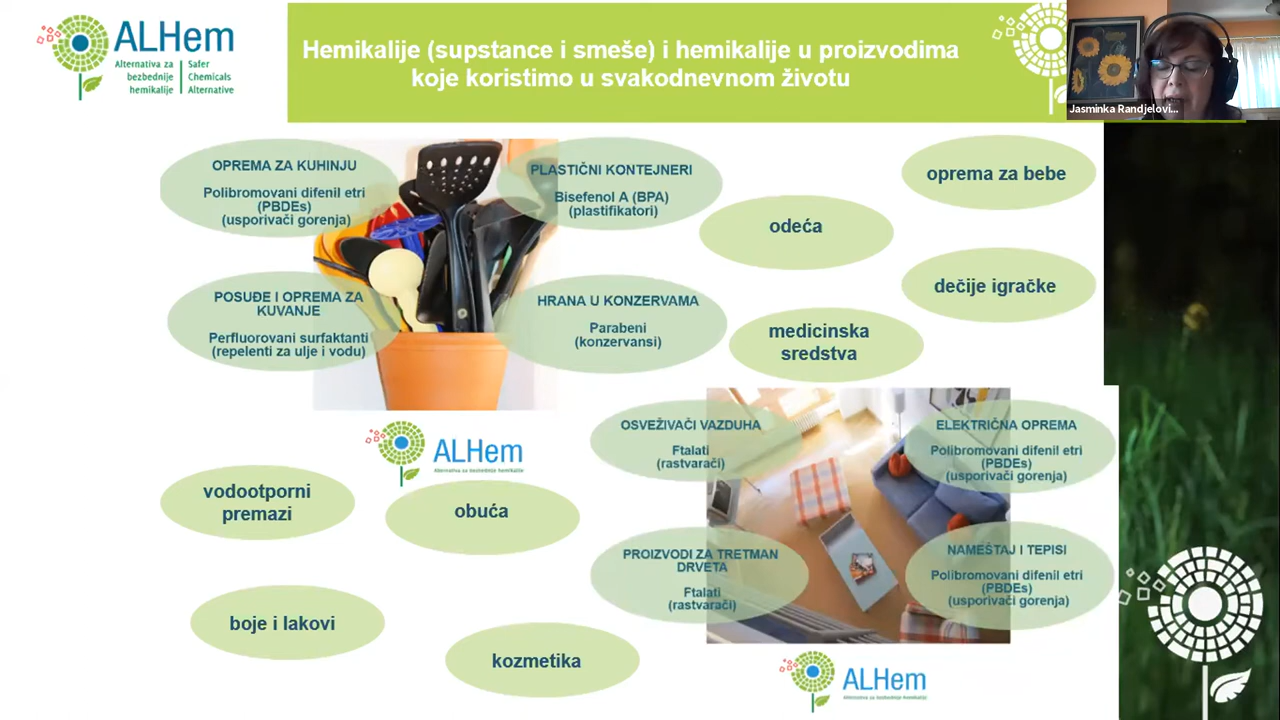 ALHem
Alternativa za
bezbednije
hemikalije
Safer
Chemicals
Alternative
Hemikalije (supstance i smeše) i hemikalije u proizvodima
koje koristimo u svakodnevnom životu
Jasminka Randjelovi...
OPREMA ZA KUHINJU
Polibromovani difenil etri
(PBDEs)
(usporivači gorenja)
PLASTIČNI KONTEJNERI
Bisefenol A (BPA)
(plastifikatori)
odeća
oprema za bebe
POSUĐE I OPREMA ZA
KUVANJE
Perfluorovani surfaktanti
(repelenti za ulje i vodu)
HRANA U KONZERVAMA
Parabeni
(konzervansi)
medicinska
sredstva
dečije igračke
ALHem
Alternativa za bezbednije hemikalije
vodootporni
premazi
obuća
boje i lakovi
kozmetika
OSVEŽIVAČI VAZDUHA
Ftalati
(rastvarači)
ELEKTRIČNA OPREMA
Polibromovani difenil etri
(PBDEs)
(usporivači gorenja)
PROIZVODI ZA TRETMAN
DRVETA
Ftalati
(rastvarači)
NAMEŠTAJ I TEPISI
Polibromovani difenil etri
(PBDEs)
(usporivači gorenja)
ALHem
Alternativa za bezbednije hemikalije